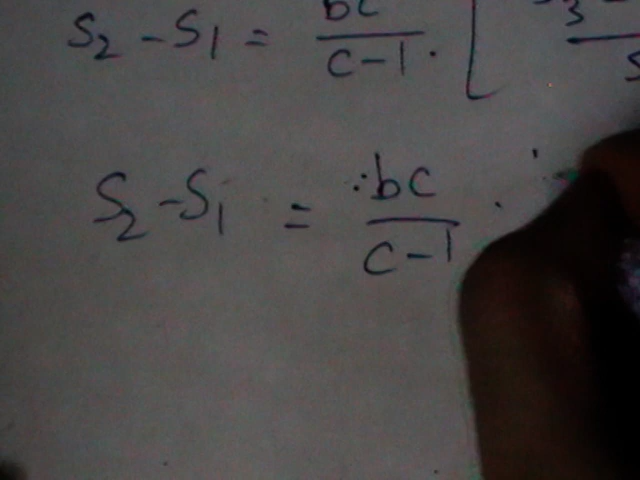 S₂ - S₁ = bc / c-1 . [
S₂ - S₁ = bc / c-1 .